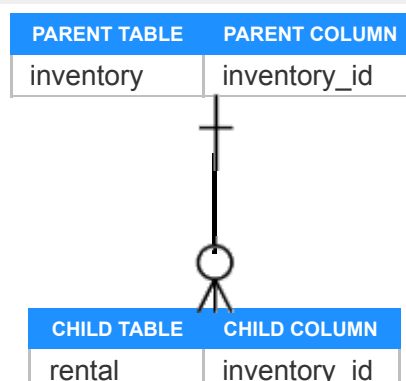 PARENT TABLE PARENT COLUMN
inventory inventory_id
CHILD TABLE CHILD COLUMN
rental inventory_id